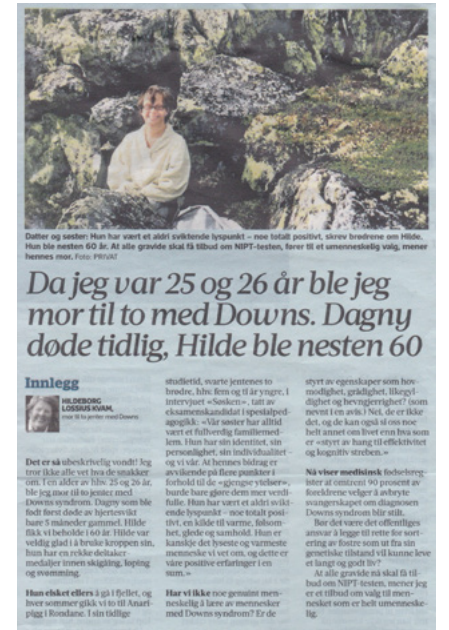 Datter og søster: Hun har vært et aldri sviktende lyspunkt – noe totalt positivt, skrev brødrene om Hilde.
Hun ble nesten 60 år. At alle gravide skal få tilbud om NIPT-testen, fører til et umenneskelig valg, mener
hennes mor. Foto: PRIVAT
Da jeg var 25 og 26 år ble jeg
mor til to med Downs. Dagny
døde tidlig, Hilde ble nesten 60
Innlegg
HILDEBORG
LOSSIUS KVAM,
mor til to jenter med Downs
Det er så ubeskrivelig vondt! Jeg
tror ikke alle vet hva de snakker
om. I en alder av hhv. 25 og 26 år,
ble jeg mor til to jenter med
Downs syndrom. Dagny som ble
født først døde av hjertesvikt
bare 5 måneder gammel. Hilde
fikk vi beholde i 60 år. Hilde var
veldig glad i å bruke kroppen sin,
hun har en rekke deltaker-
medaljer innen skigåing, løping
og svømming.
Hun elsket ellers å gå i fjellet, og
hver sommer gikk vi to til Anari-
pigg i Rondane. I sin tidlige
studietid, svarte jentenes to
brødre, hhv. fem og ti år yngre, i
intervjuet «Søsken», tatt av
eksamenskandidat i spesialped-
agogikk: «Vår søster har alltid
vært et fullverdig familiemed-
lem. Hun har sin identitet, sin
personlighet, sin individualitet -
og vi vår. At hennes bidrag er
avvikende på flere punkter i
forhold til de «gjengse ytelser»,
burde bare gjøre dem mer verdi-
fulle. Hun har vært et aldri svikt-
ende lyspunkt - noe totalt posi-
tivt, en kilde til varme, følsom-
het, glede og samhold. Hun er
kanskje det lyseste og varmeste
menneske vi vet om, og dette er
våre positive erfaringer i en
sum.»
Har vi ikke noe genuint menn-
eskelig å lære av mennesker
med Downs syndrom? Er de
styrt av egenskaper som hov-
modighet, grådighet, likegyl-
dighet og hevngjerrighet? (som
nevnt i en avis.) Nei, de er ikke
det, og de kan også si oss noe
helt annet om livet enn hva som
er «styrt av hang til effektivitet
og kognitiv streben.»
Nå viser medisinsk fødselsregis-
ter at omtrent 90 prosent av
foreldrene velger å avbryte
svangerskapet om diagnosen
Downs syndrom blir stilt.
Bør det være det offentliges
ansvar å legge til rette for sort-
ering av fostre som ut fra sin
genetiske tilstand vil kunne leve
et langt og godt liv?
At alle gravide nå skal få til-
bud om NIPT-testen, mener jeg
er et tilbud om valg til men-
nesket som er helt umenneske-
lig.